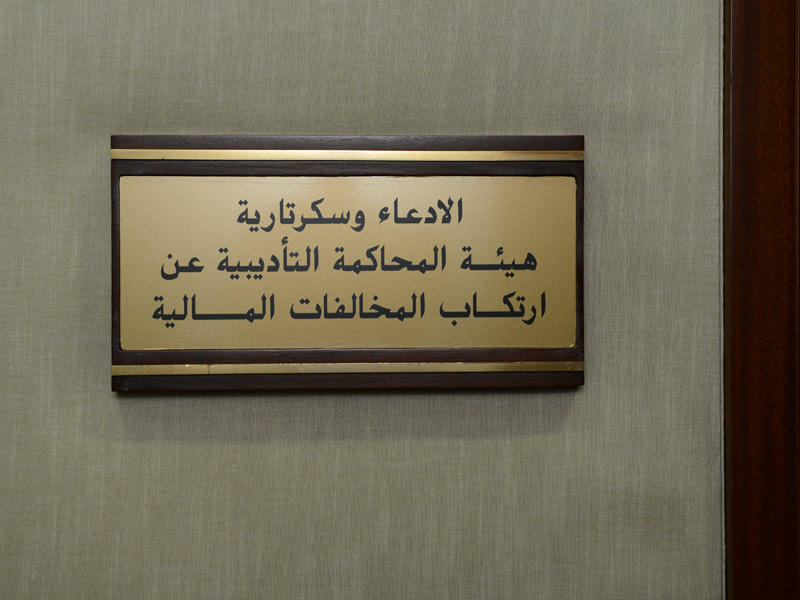 الادعاء وسكرتارية
هيئة المحاكمة التأديبية عن
ارتكاب المخالفات المالية